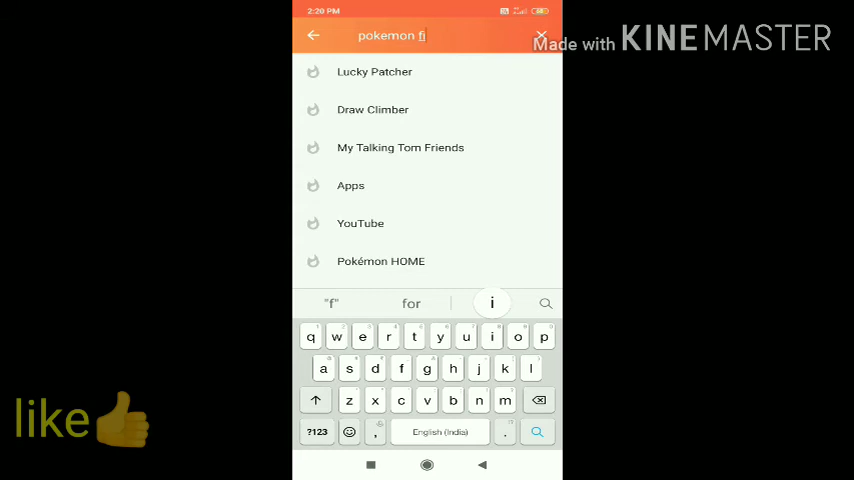 2:20 PM
pokemon fi
Made with KINEMASTER
Lucky Patcher
Draw Climber
My Talking Tom Friends
Apps
YouTube
Pokémon HOME
"f" for i
q w e r t y u i o p
a s d f g h j k l
z x c v b n m
?123 , English (India) .
like